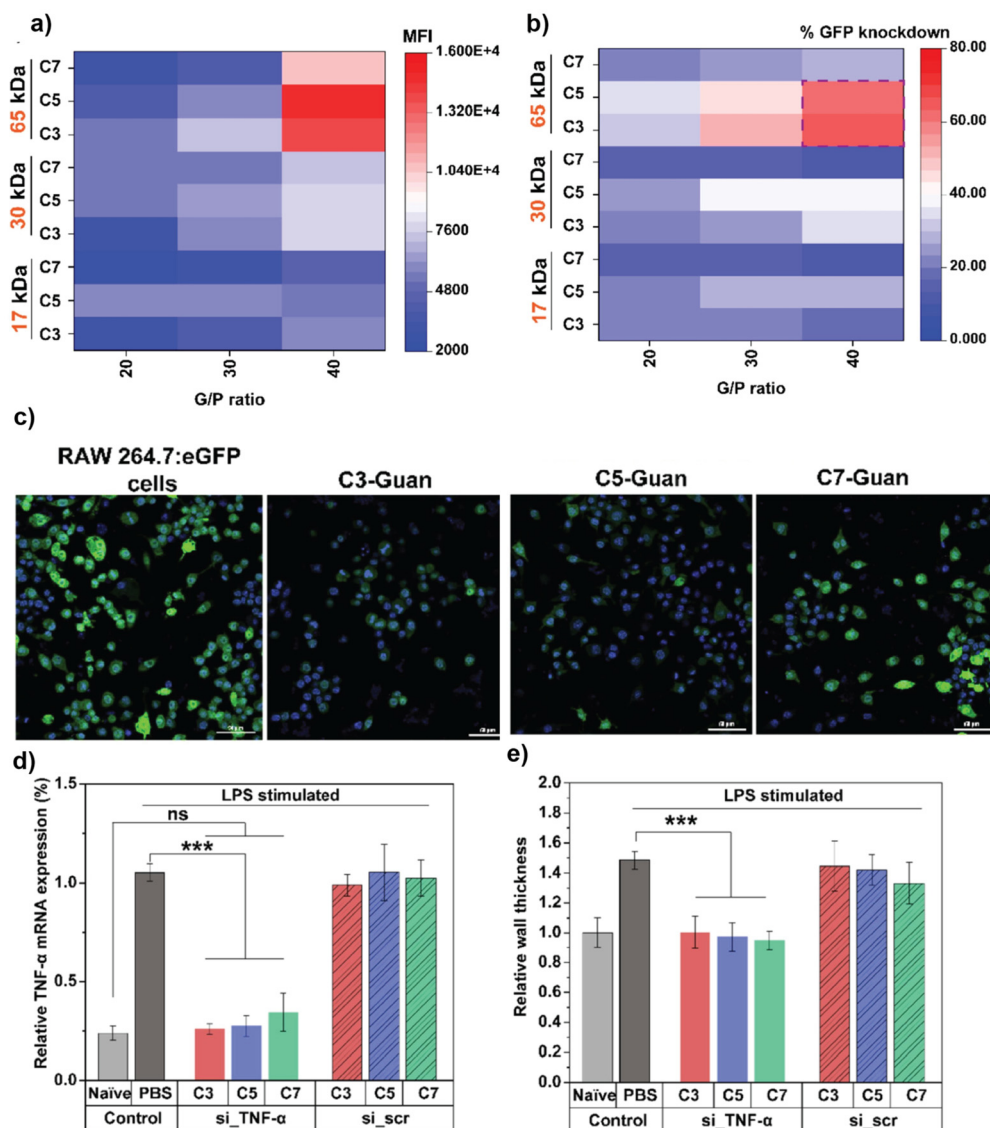 a)
MFI
65 kDa
30 kDa
17 kDa
C7
C5
C3
C7
C5
C3
C7
C5
C3
20
30
40
G/P ratio
1.600E+4
1.320E+4
1.040E+4
7600
4800
2000
b)
% GFP knockdown
65 kDa
30 kDa
17 kDa
C7
C5
C3
C7
C5
C3
C7
C5
C3
20
30
40
G/P ratio
80.00
60.00
40.00
20.00
0.000
c)
RAW 264.7:eGFP
cells
C3-Guan
C5-Guan
C7-Guan
d)
Relative TNF-α mRNA expression (%)
1.5
1.0
0.5
0.0
LPS stimulated
ns
***
Naïve PBS C3 C5 C7 C3 C5 C7
Control si_TNF-α si_scr
e)
Relative wall thickness
2.0
1.8
1.6
1.4
1.2
1.0
0.8
0.6
0.4
0.2
0.0
LPS stimulated
***
Naïve PBS C3 C5 C7 C3 C5 C7
Control si_TNF-α si_scr